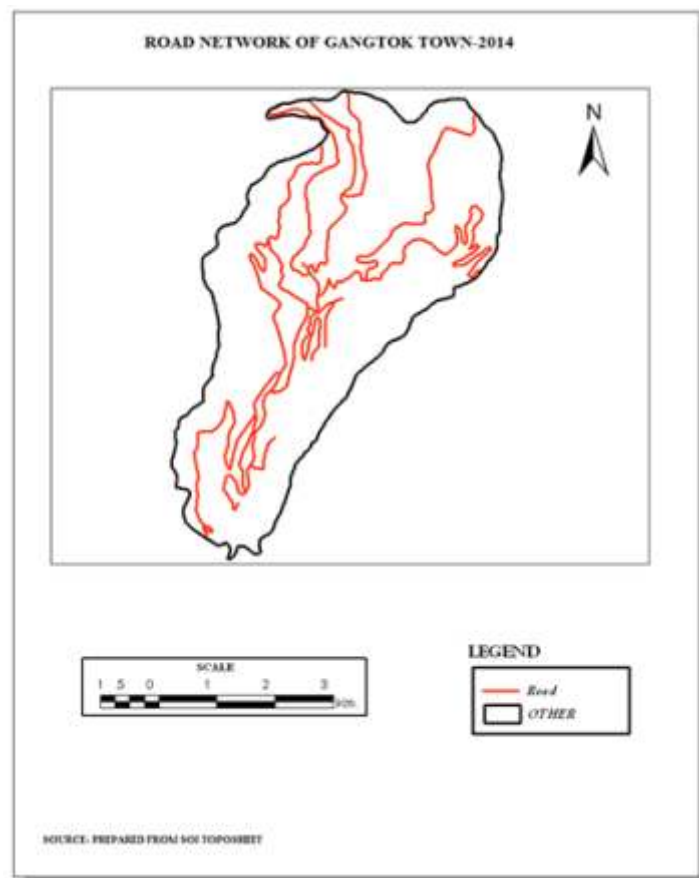 ROAD NETWORK OF GANGTOK TOWN-2014
N
SCALE
1 .5 0 1 2 3
Km.
LEGEND
Road
OTHER
SOURCE: PREPARED FROM SOI TOPOSHEET